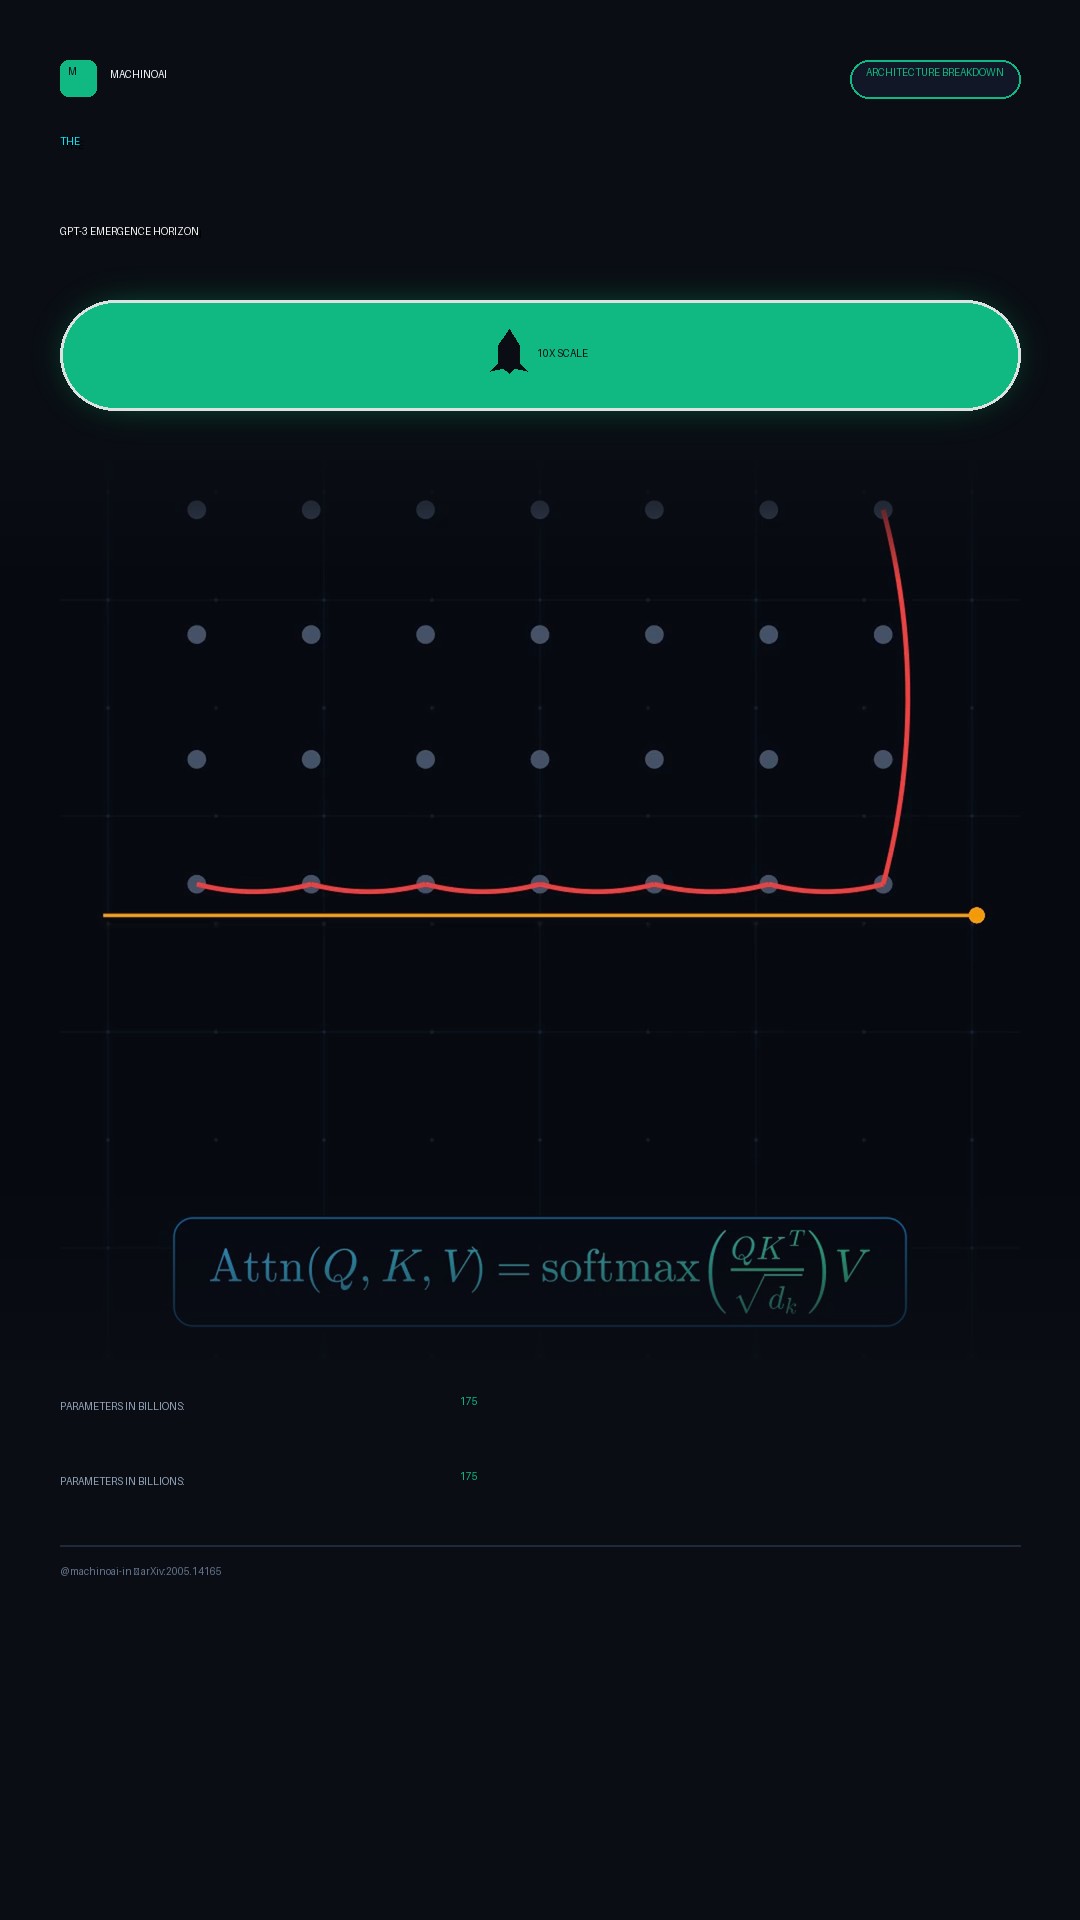 M
MACHINOAI
ARCHITECTURE BREAKDOWN
THE
GPT-3 EMERGENCE HORIZON
10X SCALE
Attn(Q, K, V) = softmax(QK^T / √d_k) V
PARAMETERS IN BILLIONS: 175
PARAMETERS IN BILLIONS: 175
@machinoai-in arXiv:2005.14165